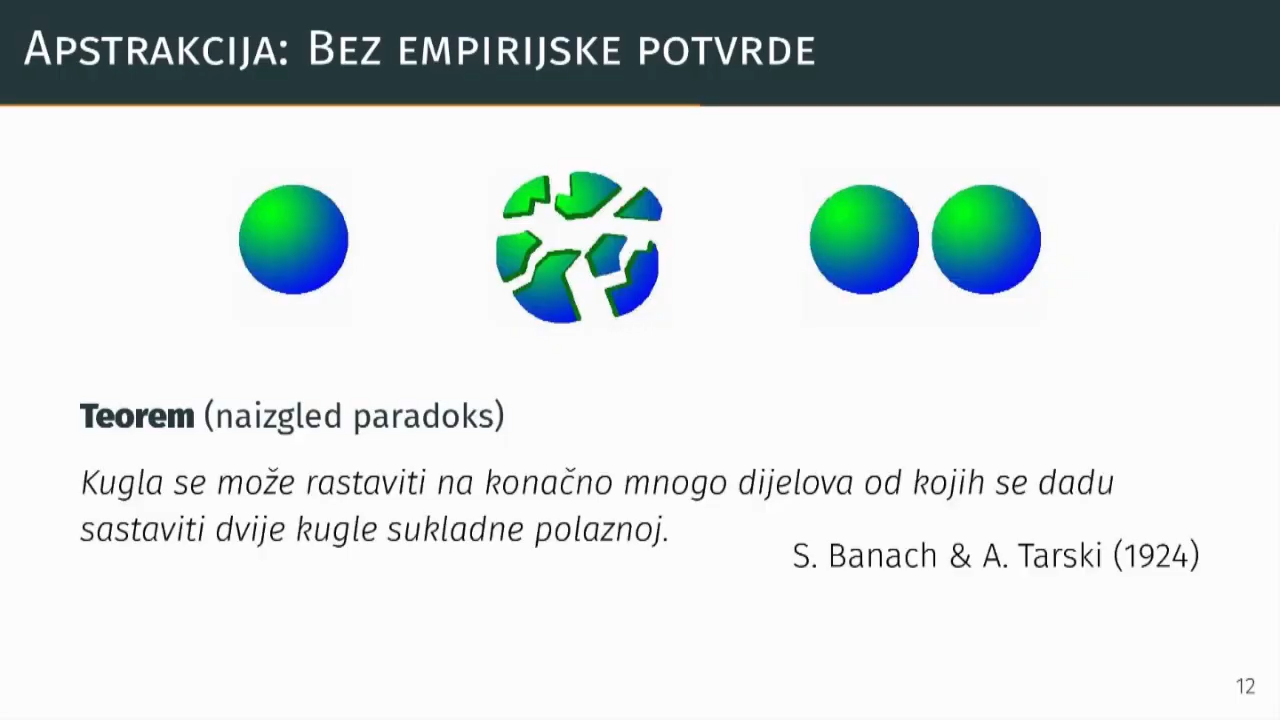 Apstrakcija: Bez empirijske potvrde
Teorem (naizgled paradoks)
Kugla se može rastaviti na konačno mnogo dijelova od kojih se dadu
sastaviti dvije kugle sukladne polaznoj.
S. Banach & A. Tarski (1924)
12